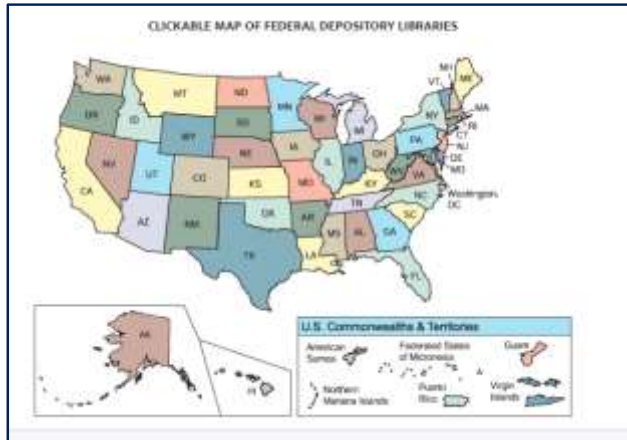 CLICKABLE MAP OF FEDERAL DEPOSITORY LIBRARIES
WA
MT
ND
MN
WI
MI
VT
NH
ME
MA
RI
CT
NJ
DE
MD
Washington,
DC
OR
ID
WY
SD
IA
NE
IL
IN
OH
PA
NY
WV
VA
NC
CA
NV
UT
CO
KS
MO
KY
TN
SC
AZ
NM
OK
AR
MS
AL
GA
TX
LA
FL
AK
HI
U.S. Commonwealths & Territories
American
Samoa
Federated States
of Micronesia
Guam
Northern
Mariana Islands
Puerto
Rico
Virgin
Islands